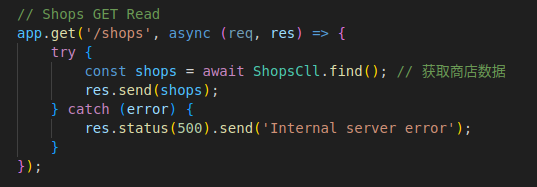 // Shops GET Read
app.get('/shops', async (req, res) => {
    try {
        const shops = await ShopsCll.find(); // 获取商店数据
        res.send(shops);
    } catch (error) {
        res.status(500).send('Internal server error');
    }
});